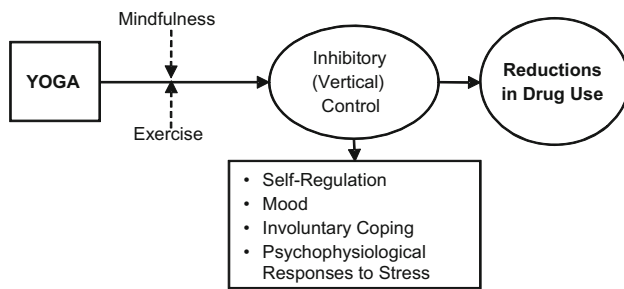 Mindfulness
YOGA
Exercise
Inhibitory
(Vertical)
Control
Reductions
in Drug Use
• Self-Regulation
• Mood
• Involuntary Coping
• Psychophysiological
Responses to Stress